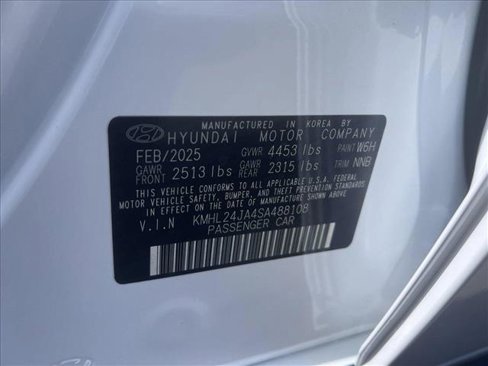 MANUFACTURED IN KOREA BY
HYUNDAI MOTOR COMPANY
FEB/2025 GVWR 4453 lbs PAINT W6H
GAWR FRONT 2513 lbs GAWR REAR 2315 lbs TRIM NNB
THIS VEHICLE CONFORMS TO ALL APPLICABLE U.S.A. FEDERAL
MOTOR VEHICLE SAFETY, BUMPER, AND THEFT PREVENTION STANDARDS
IN EFFECT ON THE DATE OF MANUFACTURE SHOWN ABOVE.
V.I.N KMHL24JA4SA488108
PASSENGER CAR